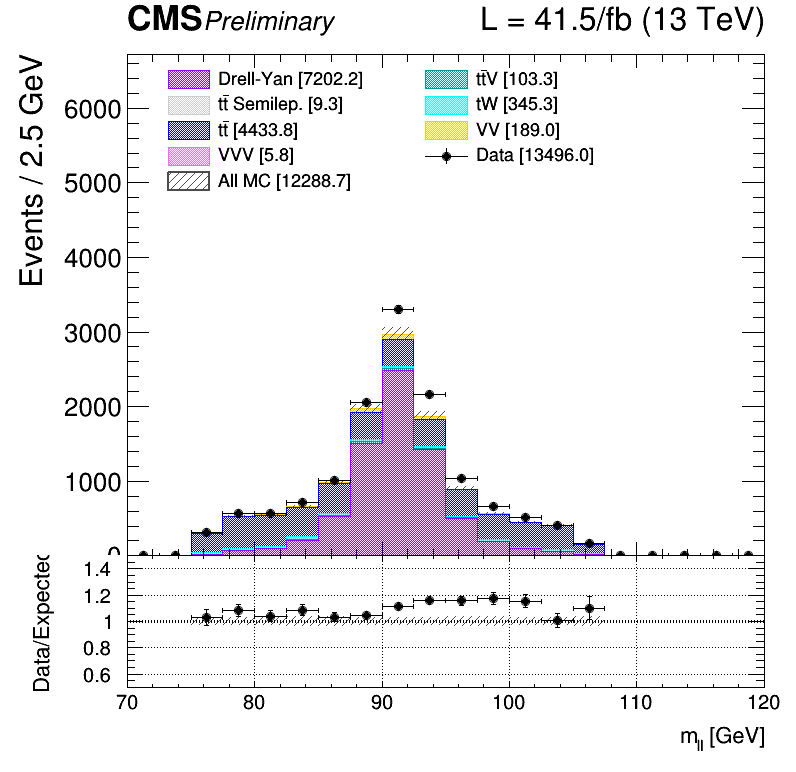 CMS Preliminary L = 41.5/fb (13 TeV)
Events / 2.5 GeV
Drell-Yan [7202.2]
tt̄ Semilep. [9.3]
tt̄ [4433.8]
VVV [5.8]
All MC [12288.7]
tt̄V [103.3]
tW [345.3]
VV [189.0]
Data [13496.0]
6000
5000
4000
3000
2000
1000
0
Data/Expected
1.4
1.2
1
0.8
0.6
70 80 90 100 110 120
m_ll [GeV]